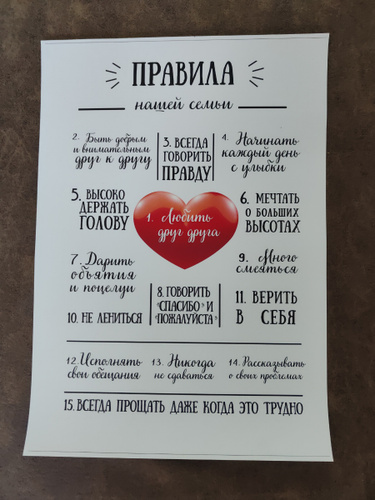 ПРАВИЛА
нашей семьи
2. Быть добрым
и внимательным
друг к другу
3. ВСЕГДА
ГОВОРИТЬ
ПРАВДУ
4. Начинать
каждый день
с улыбки
5. ВЫСОКО
ДЕРЖАТЬ
ГОЛОВУ
1. Любить
друг друга
6. МЕЧТАТЬ
О БОЛЬШИХ
ВЫСОТАХ
7. Дарить
объятия
и поцелуи
8. ГОВОРИТЬ
«СПАСИБО» И
«ПОЖАЛУЙСТА»
9. Много
смеяться
10. НЕ ЛЕНИТЬСЯ
11. ВЕРИТЬ
В СЕБЯ
12. Исполнять
свои обещания
13. Никогда
не сдаваться
14. Рассказывать
о своих проблемах
15. ВСЕГДА ПРОЩАТЬ ДАЖЕ КОГДА ЭТО ТРУДНО